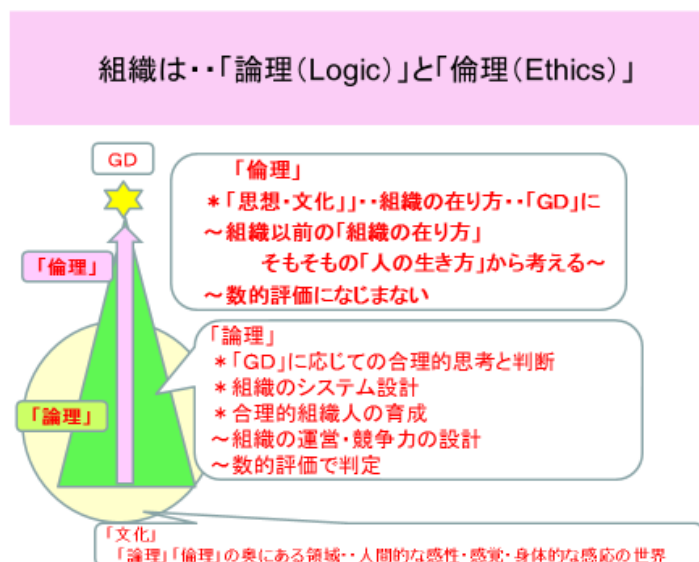 組織は・・「論理(Logic)」と「倫理(Ethics)」
GD
「倫理」
*「思想・文化」」・・組織の在り方・・「GD」に
~組織以前の「組織の在り方」
そもそもの「人の生き方」から考える~
~数的評価になじまない
「倫理」
「論理」
*「GD」に応じての合理的思考と判断
*組織のシステム設計
*合理的組織人の育成
~組織の運営・競争力の設計
~数的評価で判定
「論理」
「文化」
「論理」「倫理」の奥にある領域・・人間的な感性・感覚・身体的な感応の世界